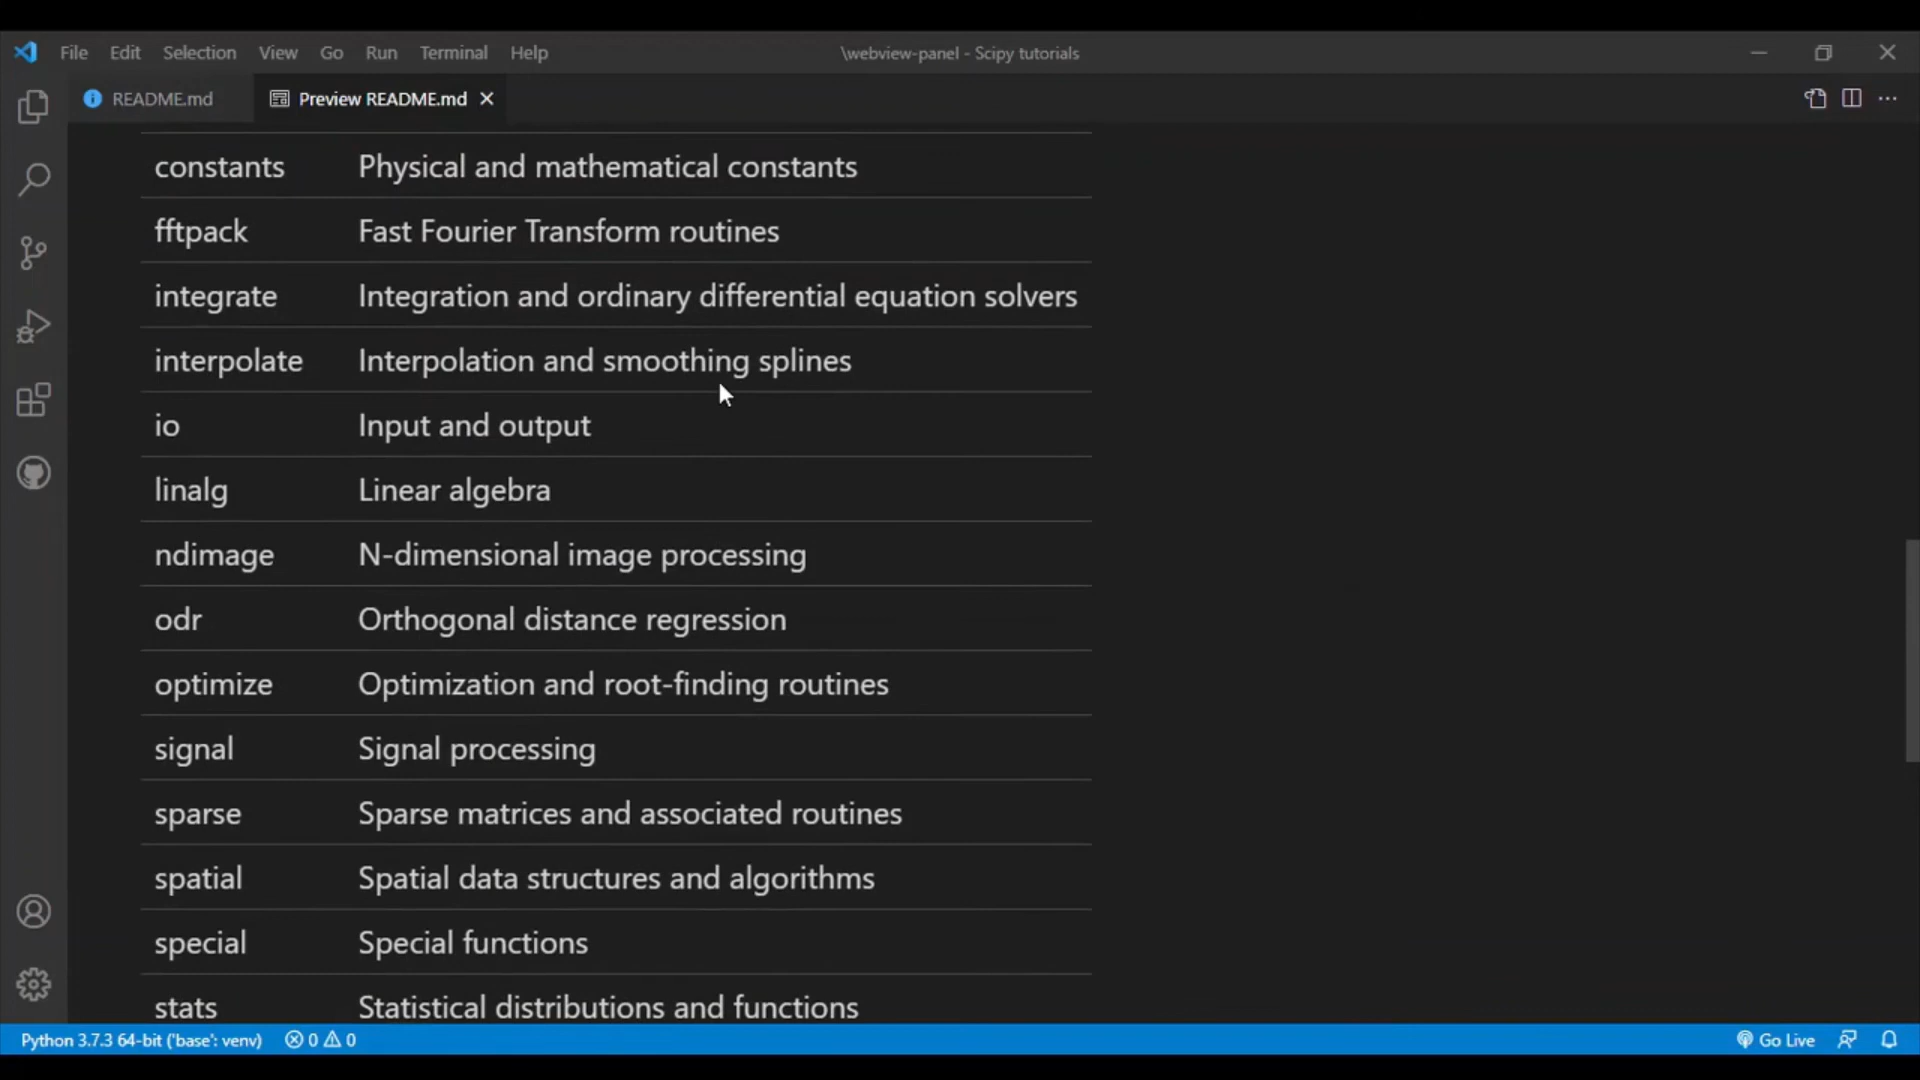 File Edit Selection View Go Run Terminal Help \webview-panel - Scipy tutorials
README.md Preview README.md
constants Physical and mathematical constants
fftpack Fast Fourier Transform routines
integrate Integration and ordinary differential equation solvers
interpolate Interpolation and smoothing splines
io Input and output
linalg Linear algebra
ndimage N-dimensional image processing
odr Orthogonal distance regression
optimize Optimization and root-finding routines
signal Signal processing
sparse Sparse matrices and associated routines
spatial Spatial data structures and algorithms
special Special functions
stats Statistical distributions and functions
Python 3.7.3 64-bit ('base': venv) 0 0 Go Live